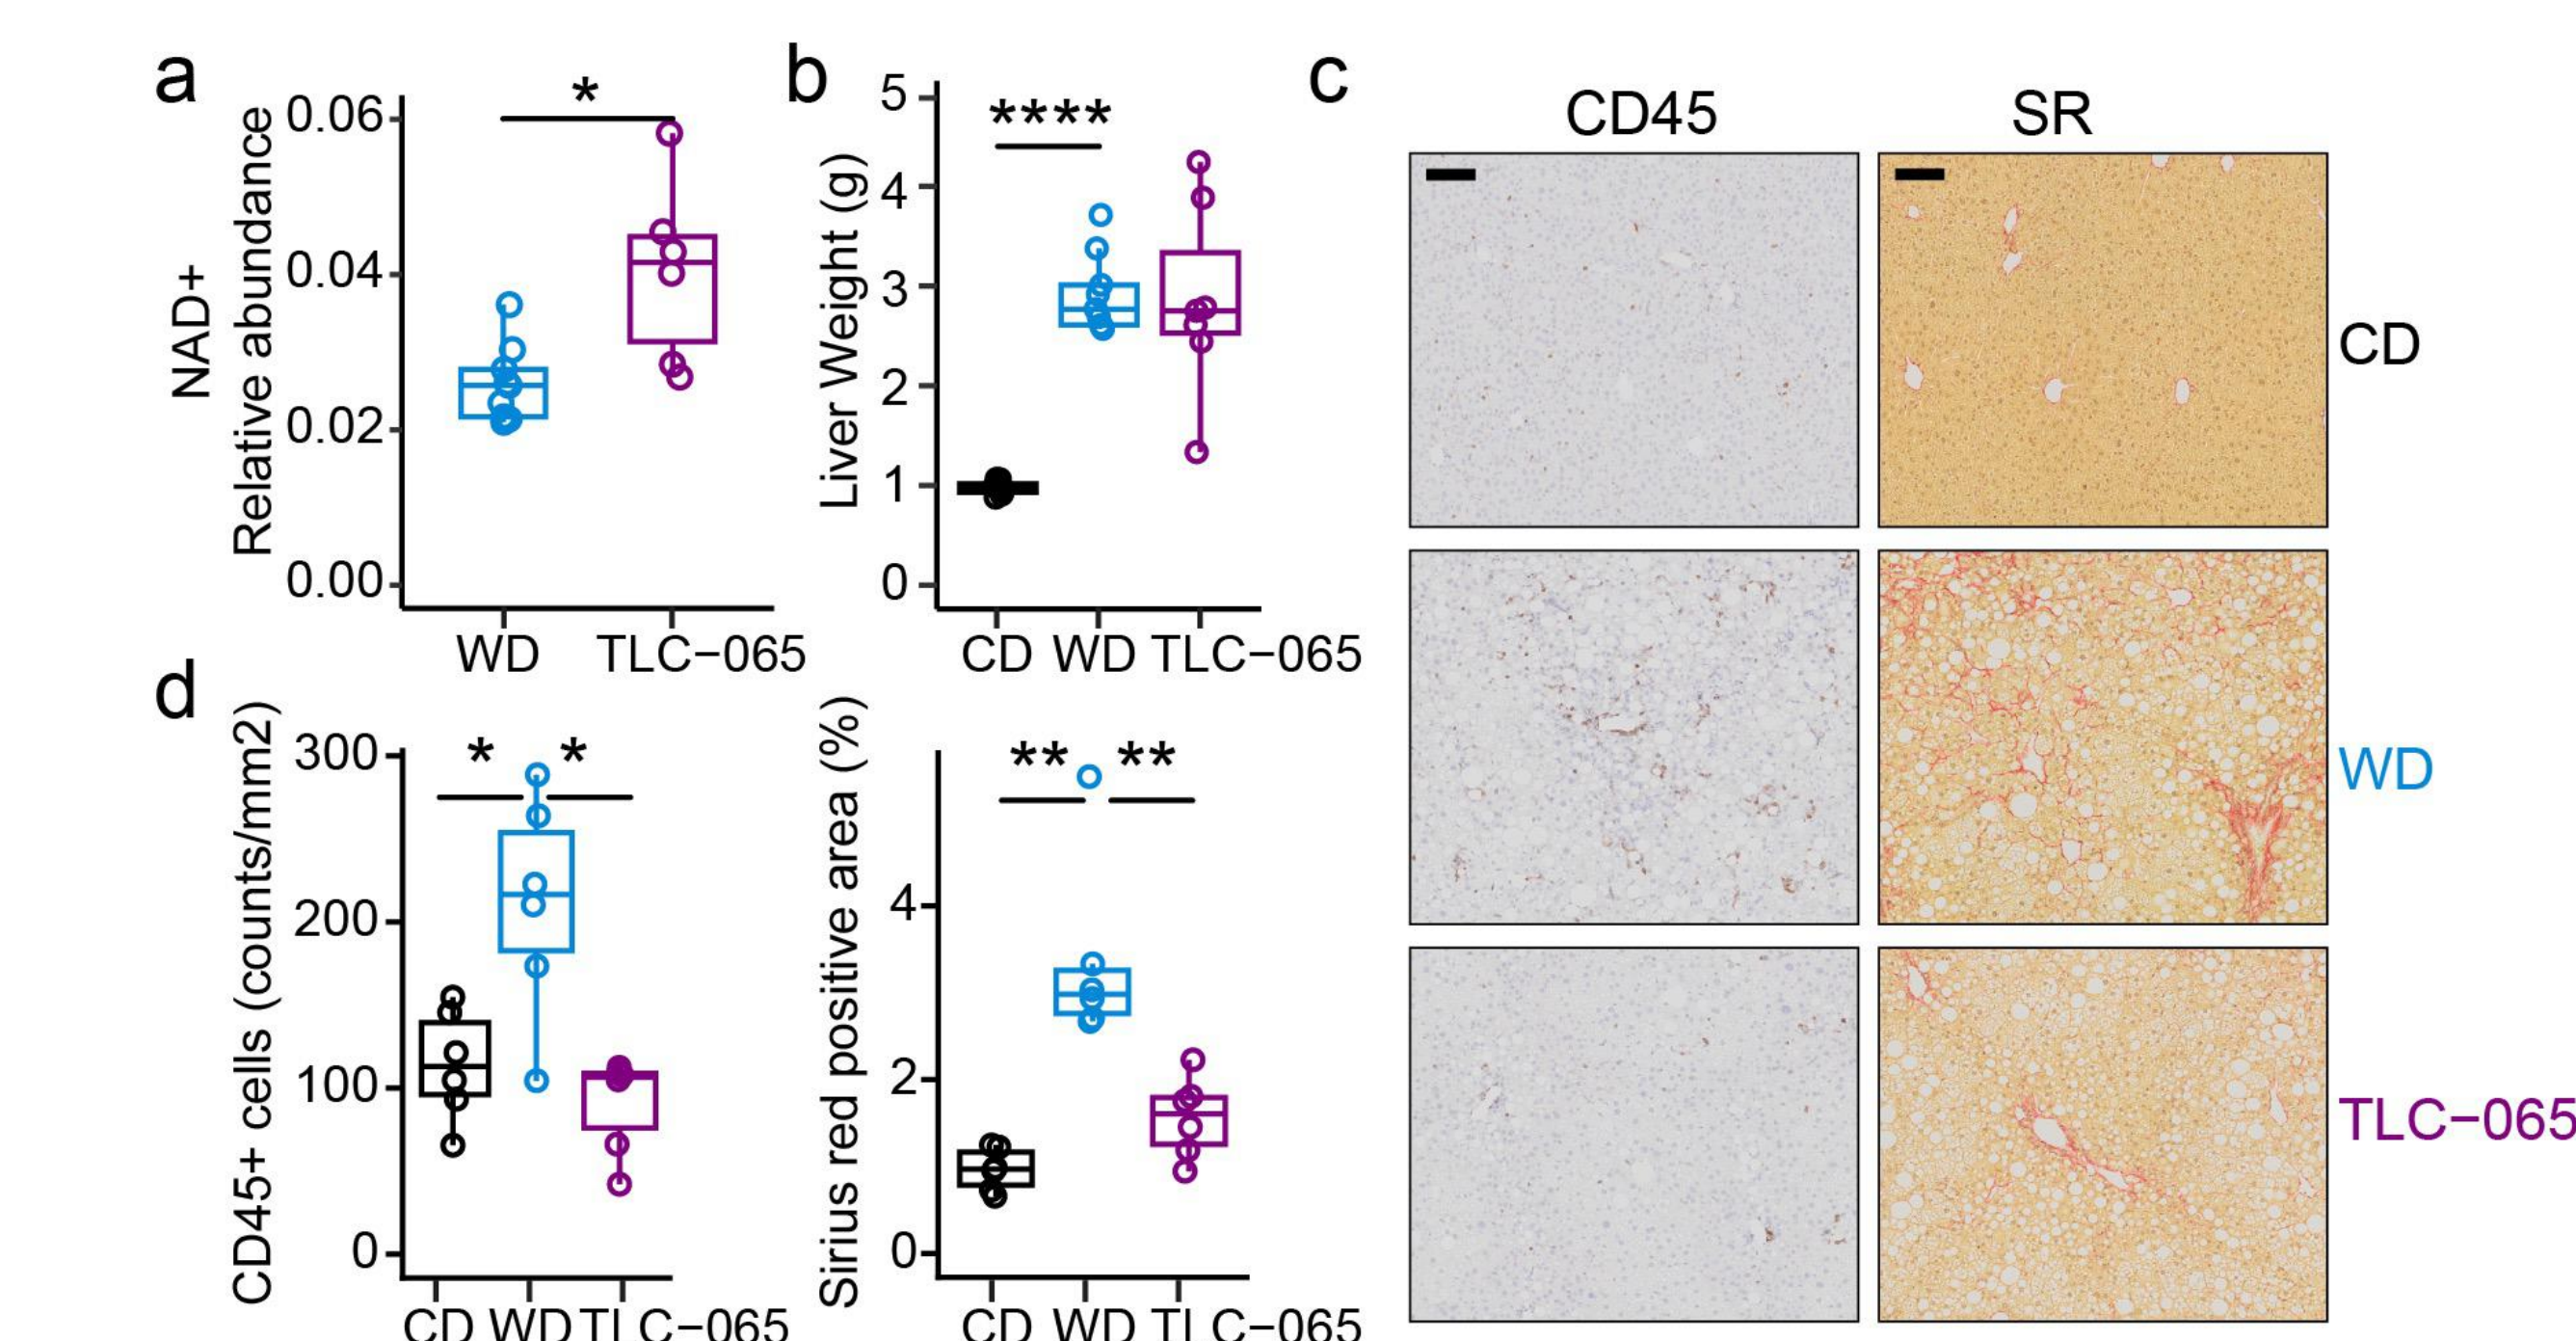 a
NAD+
Relative abundance
0.06
0.04
0.02
0.00
*
WD TLC−065
b
Liver Weight (g)
5
4
3
2
1
0
****
CD WD TLC−065
c
CD45 SR
CD
WD
TLC−065
d
CD45+ cells (counts/mm2)
300
200
100
0
* *
CD WD TLC−065
Sirius red positive area (%)
4
2
0
** **
CD WD TLC−065